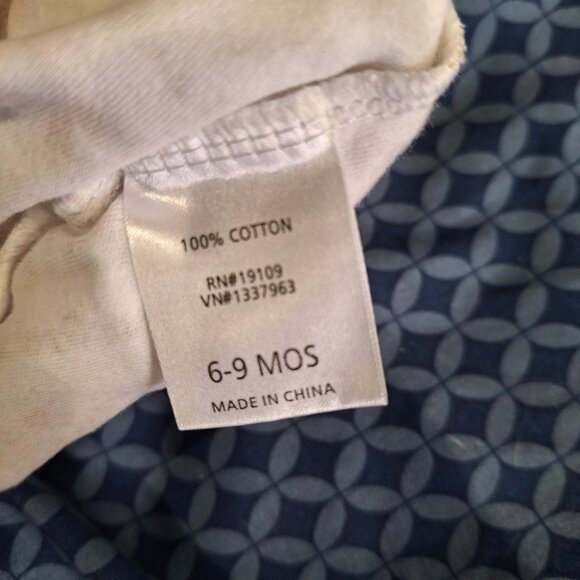 100% COTTON
RN#19109
VN#1337963
6-9 MOS
MADE IN CHINA